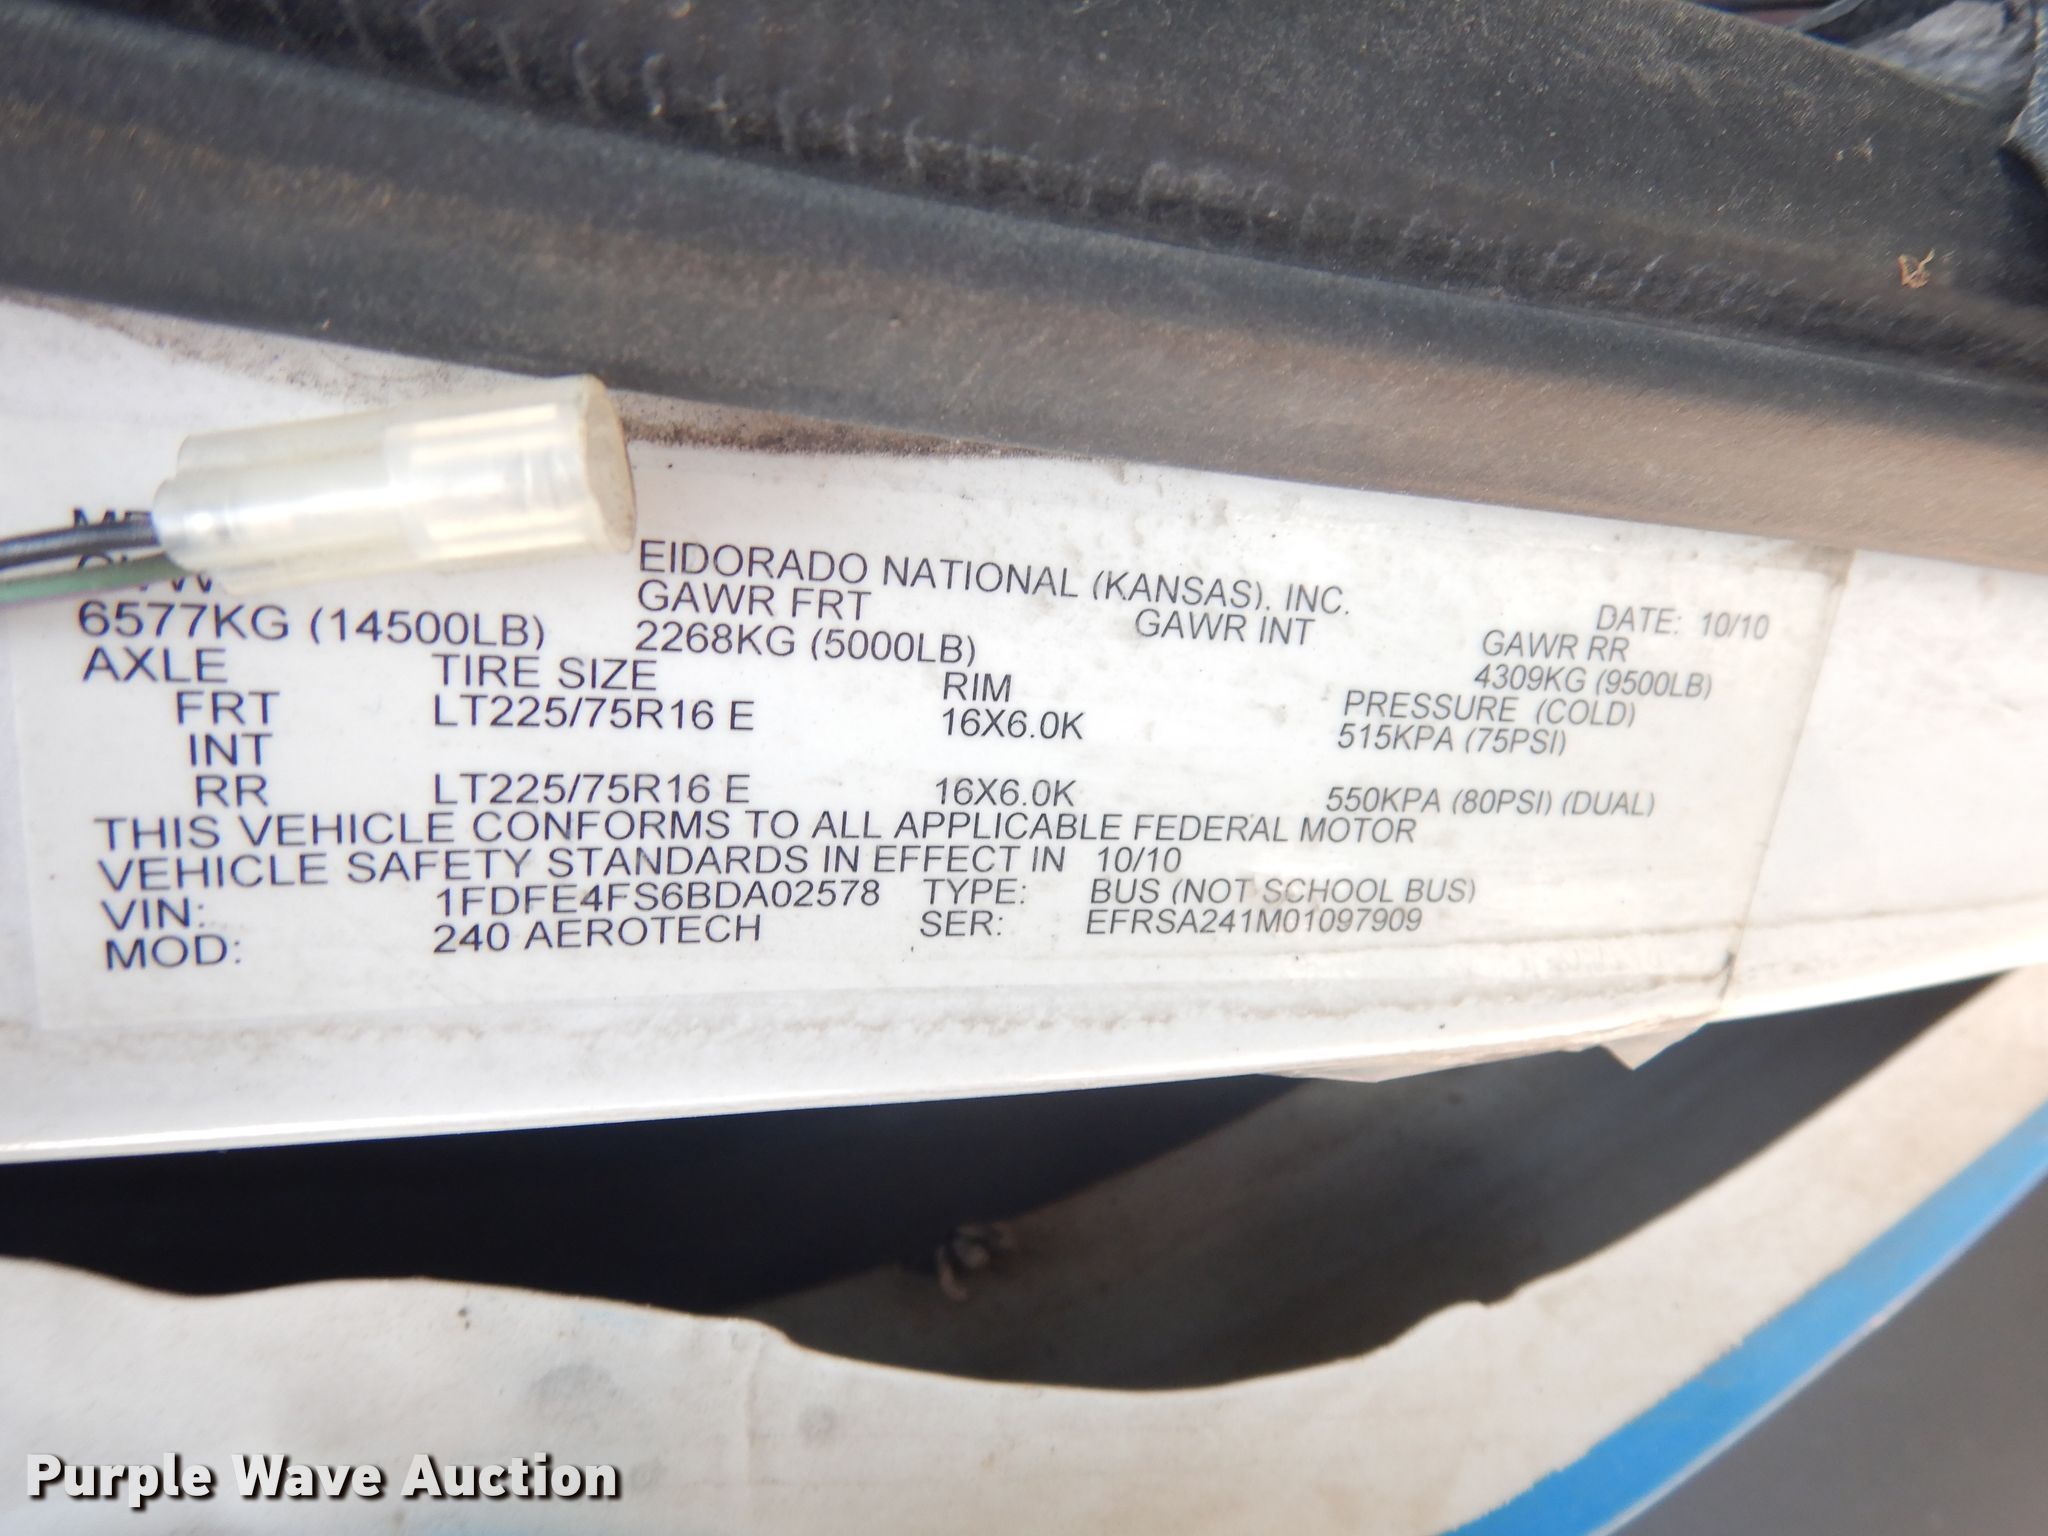 EIDORADO NATIONAL (KANSAS). INC. DATE: 10/10
GAWR FRT GAWR INT GAWR RR
6577KG (14500LB) 2268KG (5000LB) 4309KG (9500LB)
AXLE TIRE SIZE RIM PRESSURE (COLD)
FRT LT225/75R16 E 16X6.0K 515KPA (75PSI)
INT
RR LT225/75R16 E 16X6.0K 550KPA (80PSI) (DUAL)
THIS VEHICLE CONFORMS TO ALL APPLICABLE FEDERAL MOTOR
VEHICLE SAFETY STANDARDS IN EFFECT IN 10/10
VIN: 1FDFE4FS6BDA02578 TYPE: BUS (NOT SCHOOL BUS)
MOD: 240 AEROTECH SER: EFRSA241M01097909
Purple Wave Auction